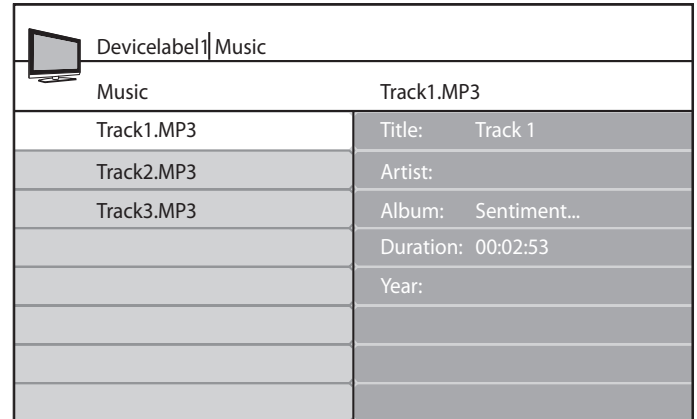 Devicelabel1 Music
Music
Track1.MP3
Track1.MP3
Track2.MP3
Track3.MP3
Title: Track 1
Artist:
Album: Sentiment...
Duration: 00:02:53
Year: